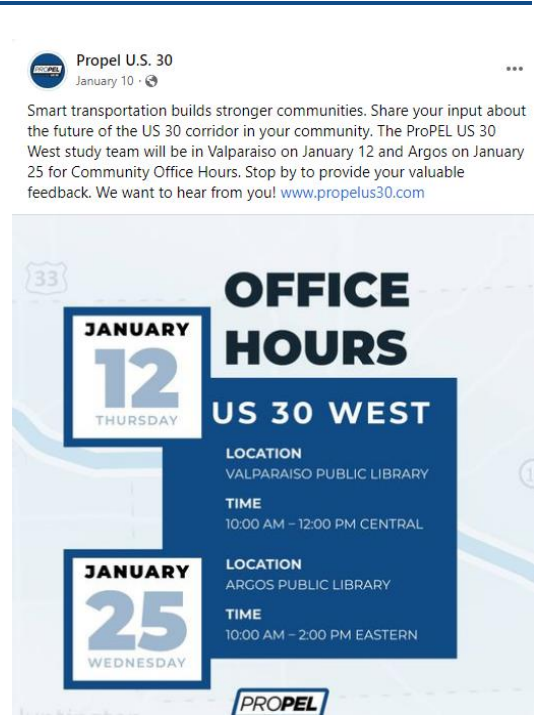 PROPEL
Propel U.S. 30
January 10
Smart transportation builds stronger communities. Share your input about
the future of the US 30 corridor in your community. The ProPEL US 30
West study team will be in Valparaiso on January 12 and Argos on January
25 for Community Office Hours. Stop by to provide your valuable
feedback. We want to hear from you! www.propelus30.com
33
OFFICE
HOURS
JANUARY
12
THURSDAY
US 30 WEST
LOCATION
VALPARAISO PUBLIC LIBRARY
TIME
10:00 AM – 12:00 PM CENTRAL
JANUARY
25
WEDNESDAY
LOCATION
ARGOS PUBLIC LIBRARY
TIME
10:00 AM – 2:00 PM EASTERN
PROPEL